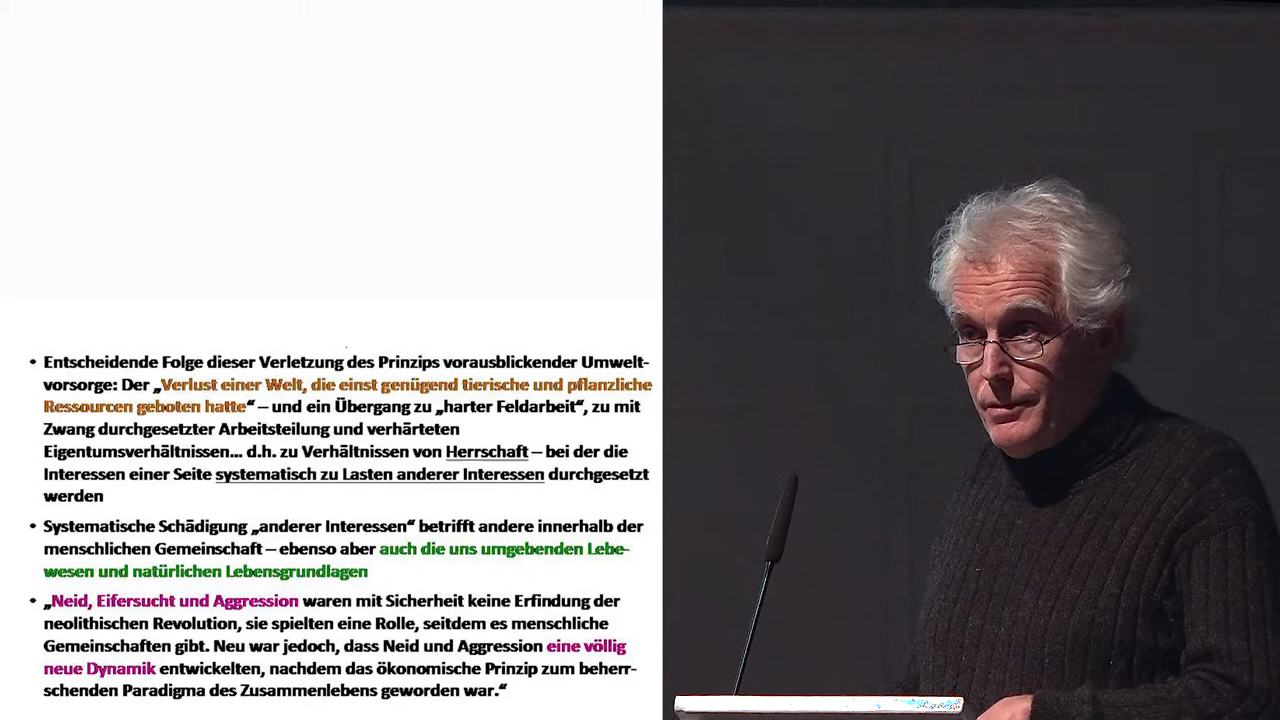 • Entscheidende Folge dieser Verletzung des Prinzips vorausblickender Umwelt-
vorsorge: Der „Verlust einer Welt, die einst genügend tierische und pflanzliche
Ressourcen geboten hatte“ – und ein Übergang zu „harter Feldarbeit“, zu mit
Zwang durchgesetzter Arbeitsteilung und verhärteten
Eigentumsverhältnissen... d.h. zu Verhältnissen von Herrschaft – bei der die
Interessen einer Seite systematisch zu Lasten anderer Interessen durchgesetzt
werden
• Systematische Schädigung „anderer Interessen“ betrifft andere innerhalb der
menschlichen Gemeinschaft – ebenso aber auch die uns umgebenden Lebe-
wesen und natürlichen Lebensgrundlagen
• „Neid, Eifersucht und Aggression waren mit Sicherheit keine Erfindung der
neolithischen Revolution, sie spielten eine Rolle, seitdem es menschliche
Gemeinschaften gibt. Neu war jedoch, dass Neid und Aggression eine völlig
neue Dynamik entwickelten, nachdem das ökonomische Prinzip zum beherr-
schenden Paradigma des Zusammenlebens geworden war.“